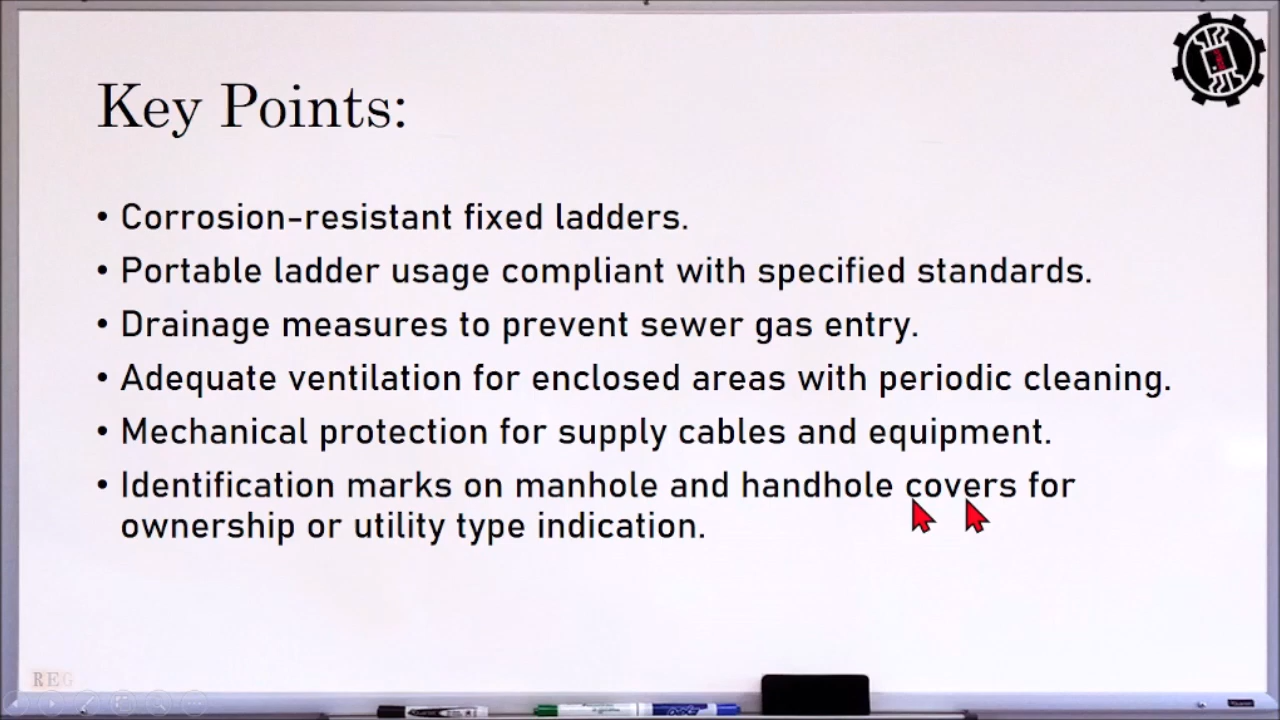 Key Points:
• Corrosion-resistant fixed ladders.
• Portable ladder usage compliant with specified standards.
• Drainage measures to prevent sewer gas entry.
• Adequate ventilation for enclosed areas with periodic cleaning.
• Mechanical protection for supply cables and equipment.
• Identification marks on manhole and handhole covers for
ownership or utility type indication.
REG